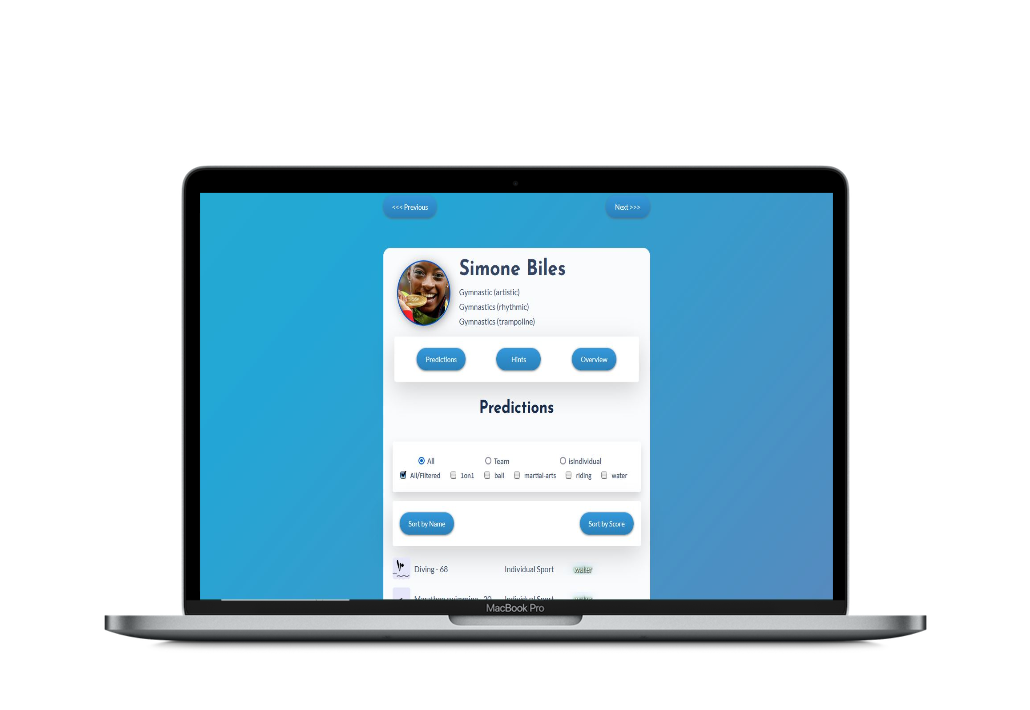 <<< Previous
Next >>>
Simone Biles
Gymnastic (artistic)
Gymnastics (rhythmic)
Gymnastics (trampoline)
Predictions
Hints
Overview
Predictions
All
Team
isIndividual
All/Filtered
1on1
ball
martial-arts
riding
water
Sort by Name
Sort by Score
Diving - 68
Individual Sport
water
Individual Sport
MacBook Pro